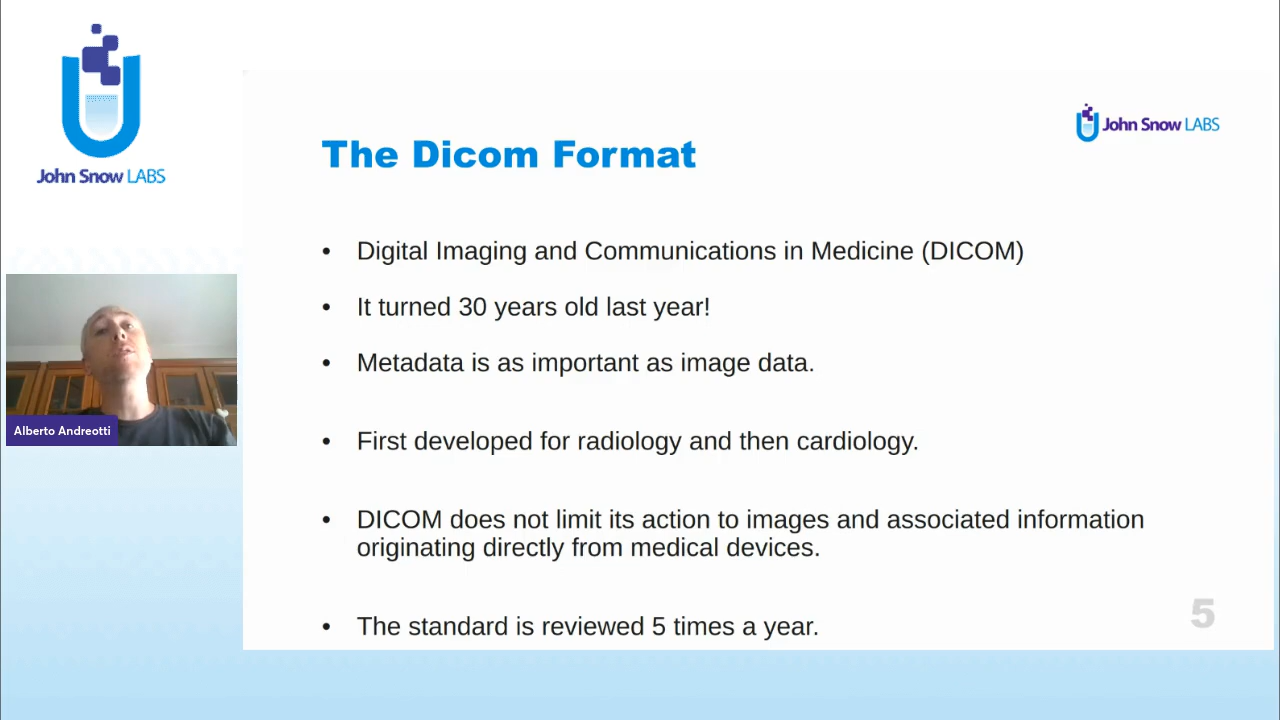 John Snow LABS
John Snow LABS
The Dicom Format
• Digital Imaging and Communications in Medicine (DICOM)
• It turned 30 years old last year!
• Metadata is as important as image data.
• First developed for radiology and then cardiology.
• DICOM does not limit its action to images and associated information
originating directly from medical devices.
• The standard is reviewed 5 times a year.
Alberto Andreotti
5